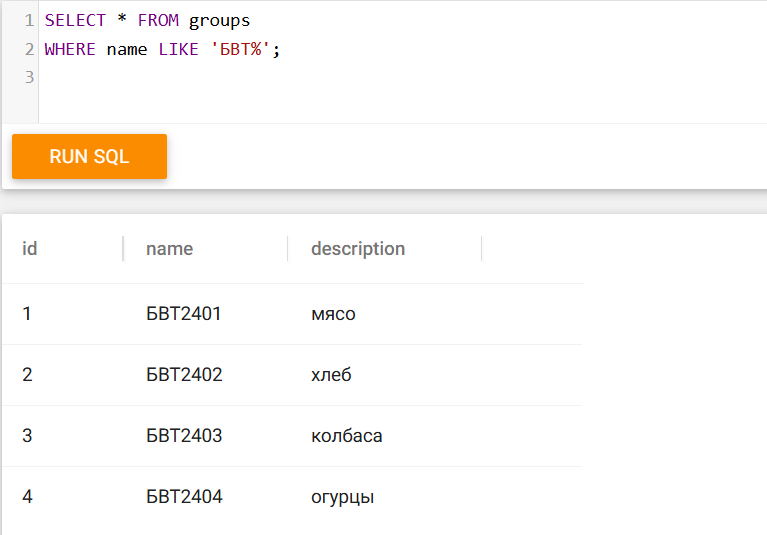 1 SELECT * FROM groups
2 WHERE name LIKE 'БВТ%';
3
RUN SQL
id name description
1 БВТ2401 мясо
2 БВТ2402 хлеб
3 БВТ2403 колбаса
4 БВТ2404 огурцы